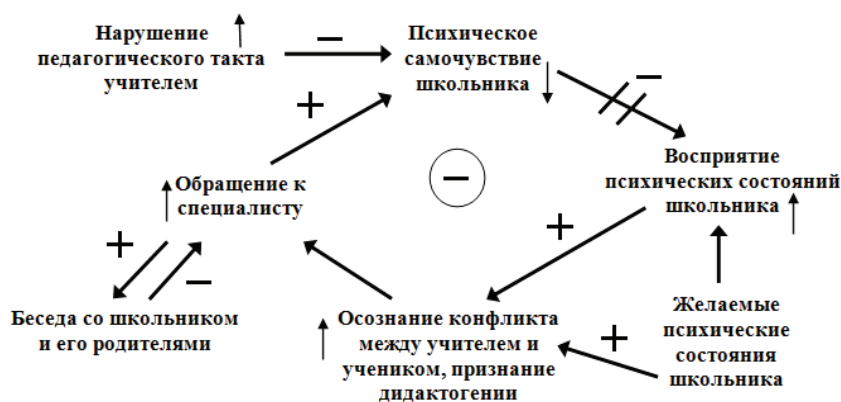 Нарушение
педагогического такта
учителем
−
Психическое
самочувствие
школьника
−
+
Восприятие
психических состояний
школьника
Обращение к
специалисту
−
+
+
−
Беседа со школьником
и его родителями
Осознание конфликта
между учителем и
учеником, признание
дидактогении
+
Желаемые
психические
состояния
школьника